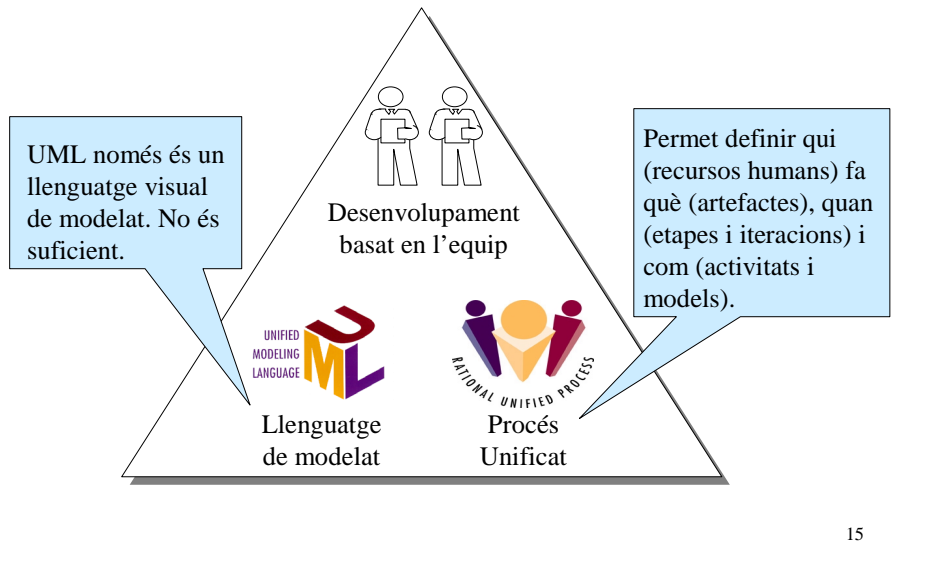 UML només és un
llenguatge visual
de modelat. No és
suficient.
Permet definir qui
(recursos humans) fa
què (artefactes), quan
(etapes i iteracions) i
com (activitats i
models).
Desenvolupament
basat en l’equip
UNIFIED
MODELING
LANGUAGE
UML
RATIONAL UNIFIED PROCESS
Llenguatge
de modelat
Procés
Unificat
15